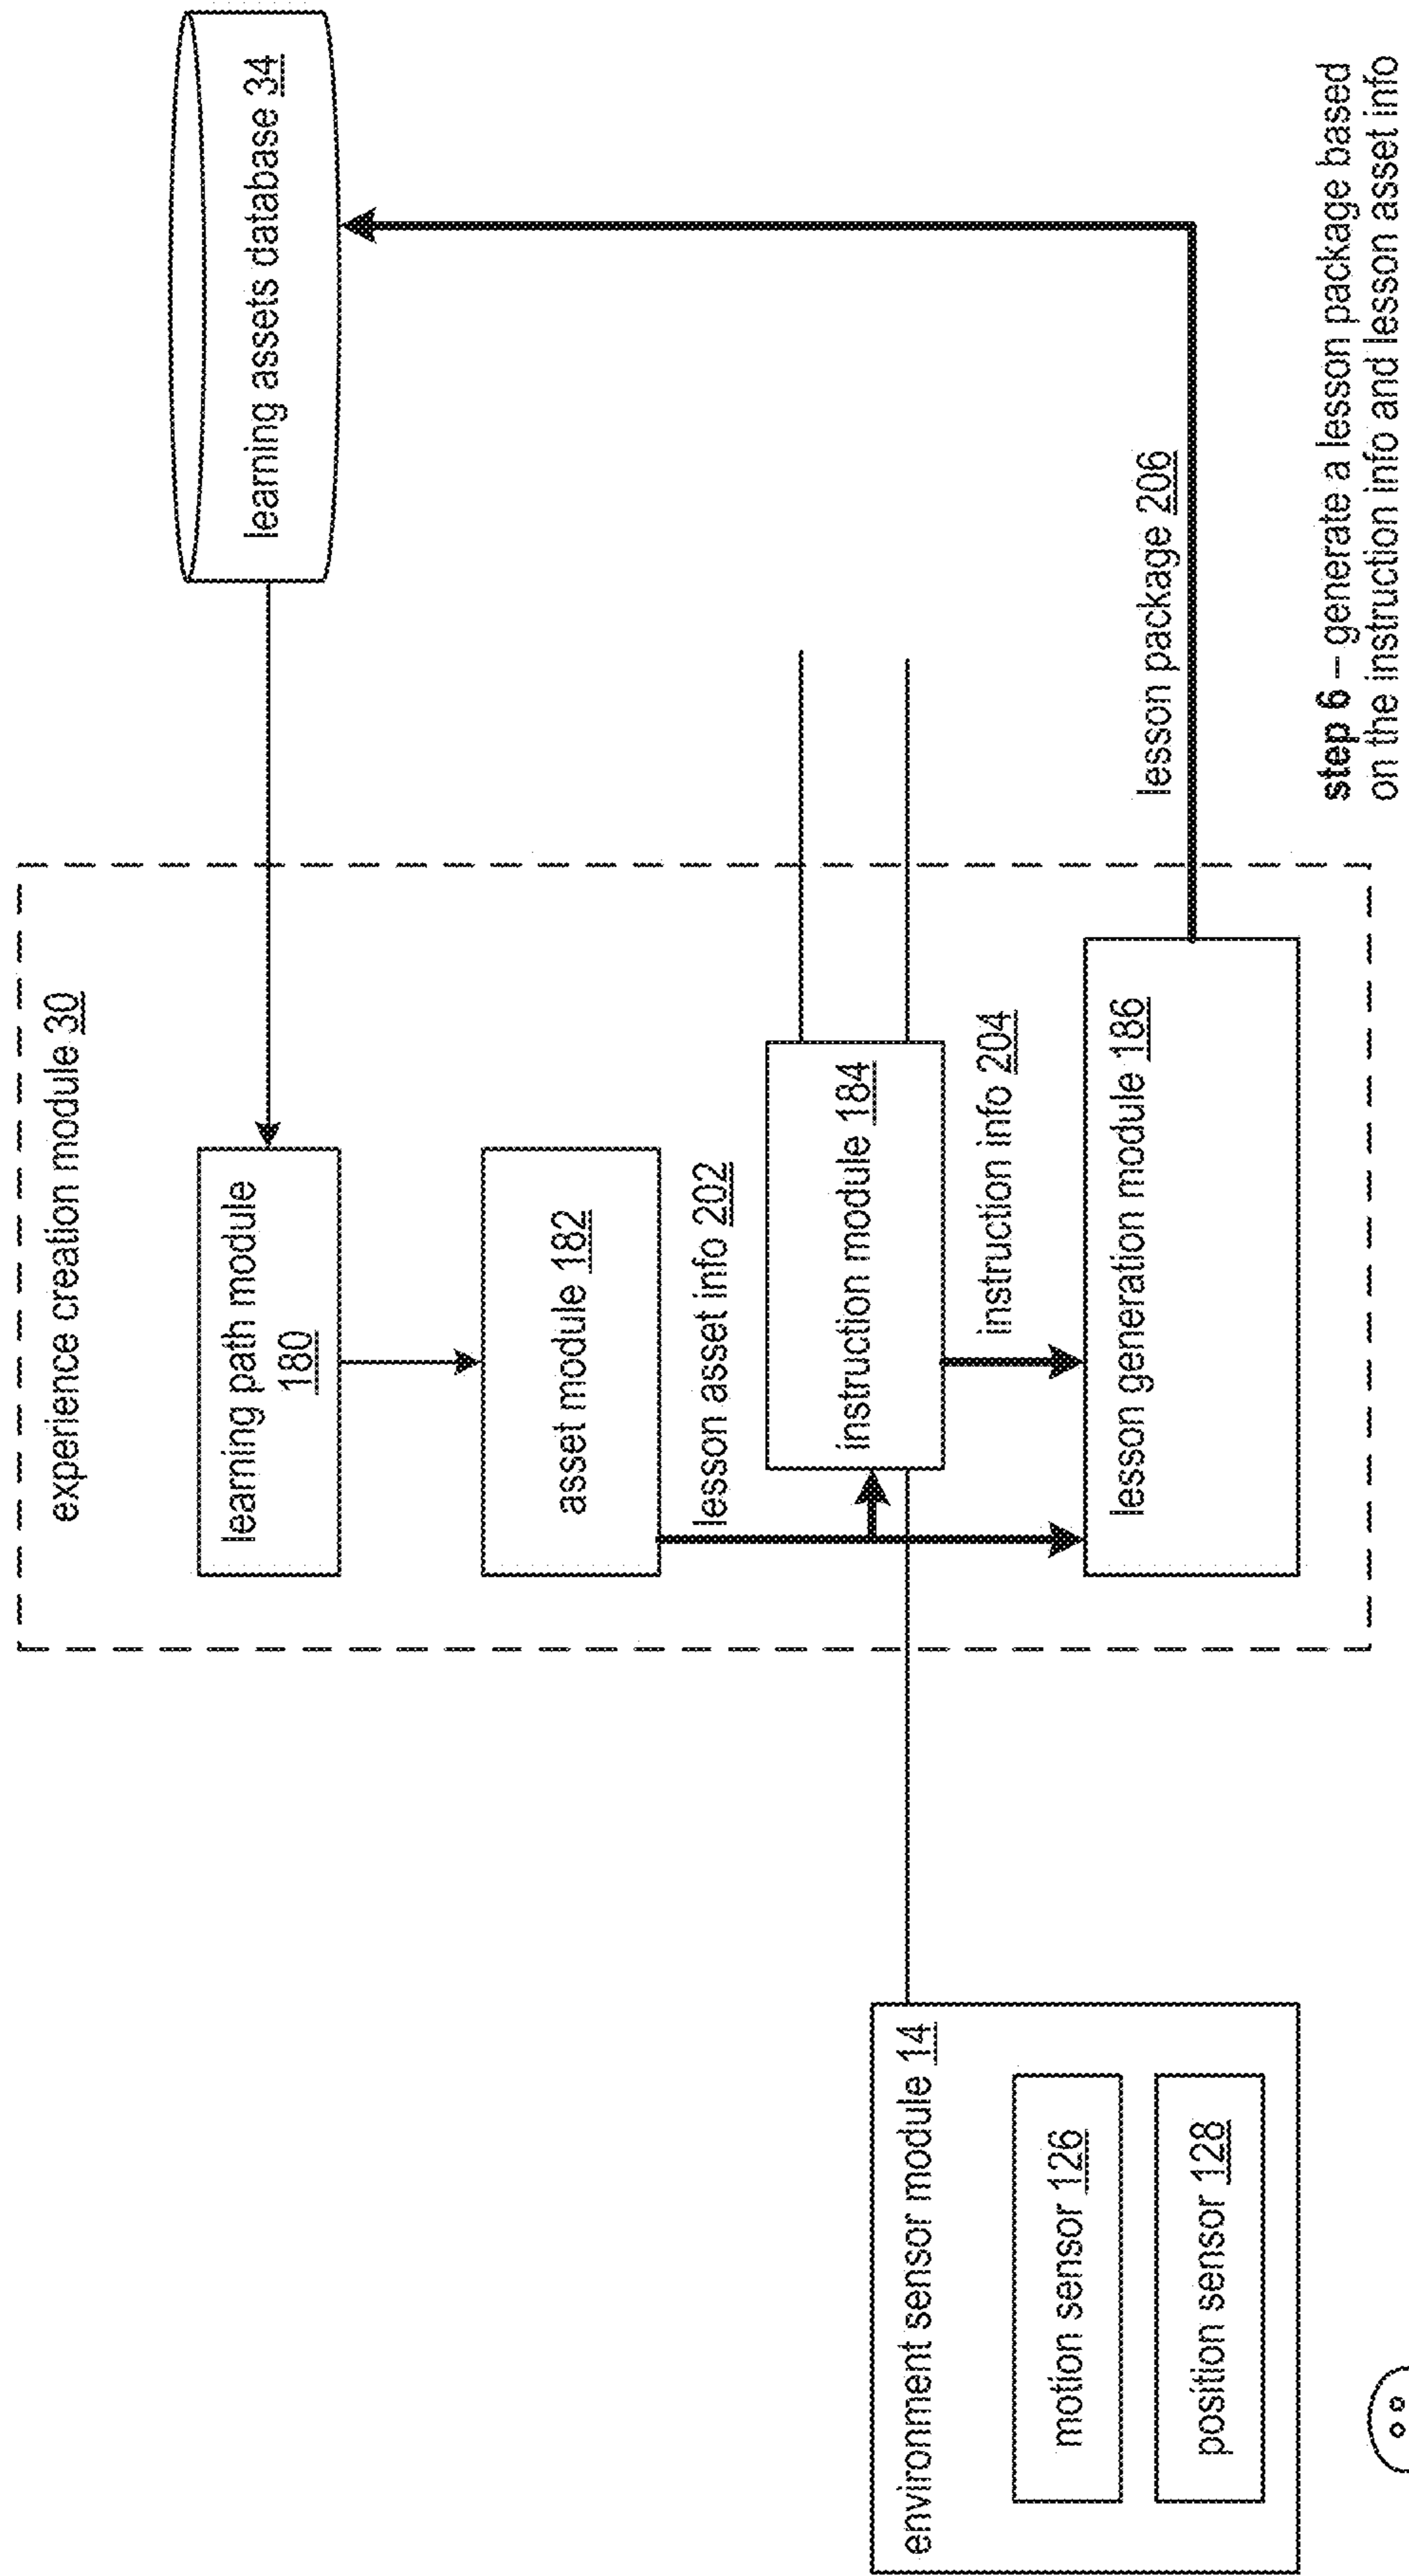 experience creation module 30
learning path module
180
learning assets database 34
asset module 182
lesson asset info 202
instruction module 184
instruction info 204
lesson generation module 186
lesson package 206
environment sensor module 14
motion sensor 126
position sensor 128
step 6 – generate a lesson package based
on the instruction info and lesson asset info